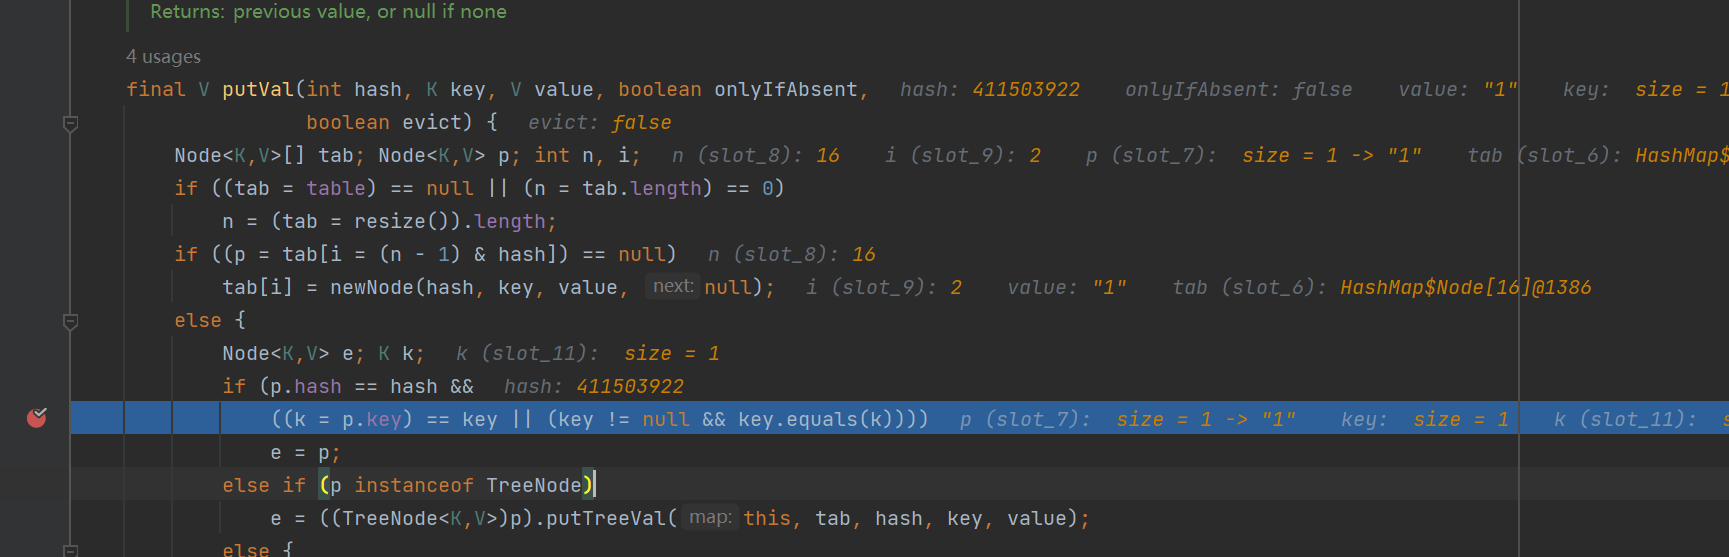 Returns: previous value, or null if none
4 usages
final V putVal(int hash, K key, V value, boolean onlyIfAbsent,   hash: 411503922   onlyIfAbsent: false   value: "1"   key:  size = 1
boolean evict) {   evict: false
Node<K,V>[] tab; Node<K,V> p; int n, i;   n (slot_8): 16   i (slot_9): 2   p (slot_7):  size = 1 -> "1"   tab (slot_6): HashMap$
if ((tab = table) == null || (n = tab.length) == 0)
n = (tab = resize()).length;
if ((p = tab[i = (n - 1) & hash]) == null)   n (slot_8): 16
tab[i] = newNode(hash, key, value, next: null);   i (slot_9): 2   value: "1"   tab (slot_6): HashMap$Node[16]@1386
else {
Node<K,V> e; K k;   k (slot_11):  size = 1
if (p.hash == hash &&   hash: 411503922
((k = p.key) == key || (key != null && key.equals(k))))   p (slot_7):  size = 1 -> "1"   key:  size = 1   k (slot_11):
e = p;
else if (p instanceof TreeNode)
e = ((TreeNode<K,V>)p).putTreeVal( map: this, tab, hash, key, value);
else {